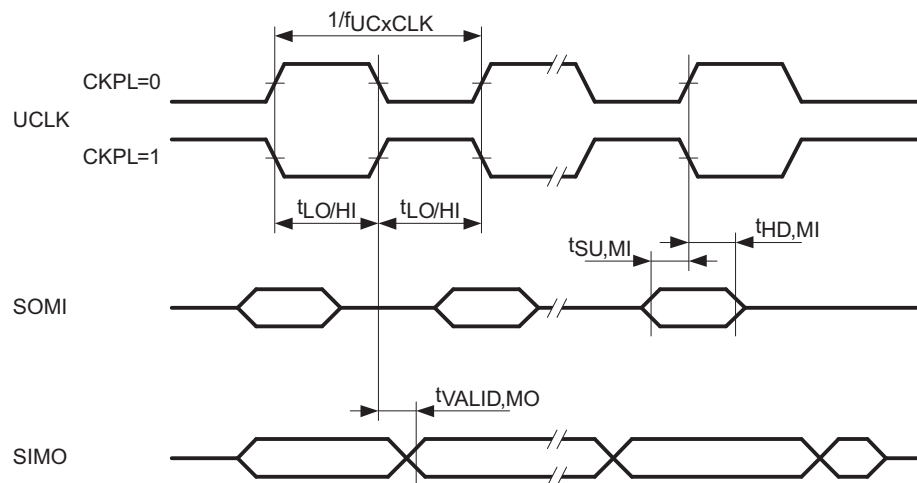 1/fUCxCLK
CKPL=0
UCLK
CKPL=1
tLO/HI tLO/HI
tHD,MI
tSU,MI
SOMI
tVALID,MO
SIMO